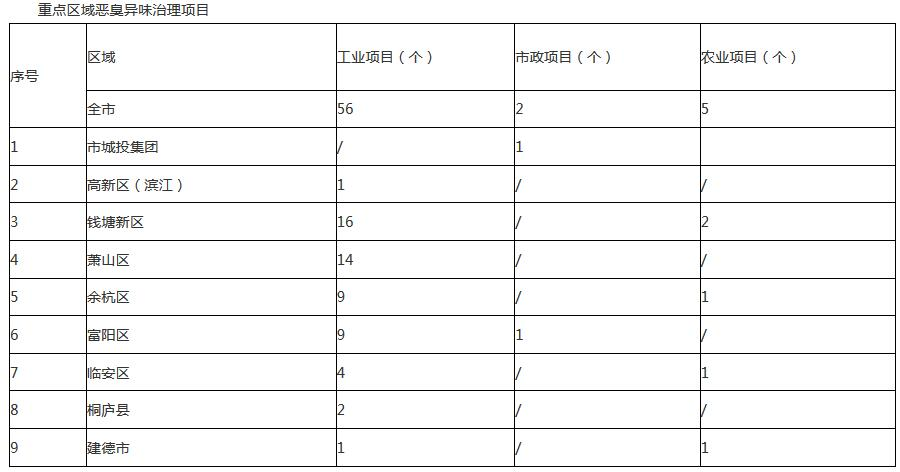 重点区域恶臭异味治理项目
序号 区域 工业项目（个） 市政项目（个） 农业项目（个）
全市 56 2 5
1 市城投集团 / 1
2 高新区（滨江） 1 / /
3 钱塘新区 16 / 2
4 萧山区 14 / /
5 余杭区 9 / 1
6 富阳区 9 1 /
7 临安区 4 / 1
8 桐庐县 2 / /
9 建德市 1 / 1